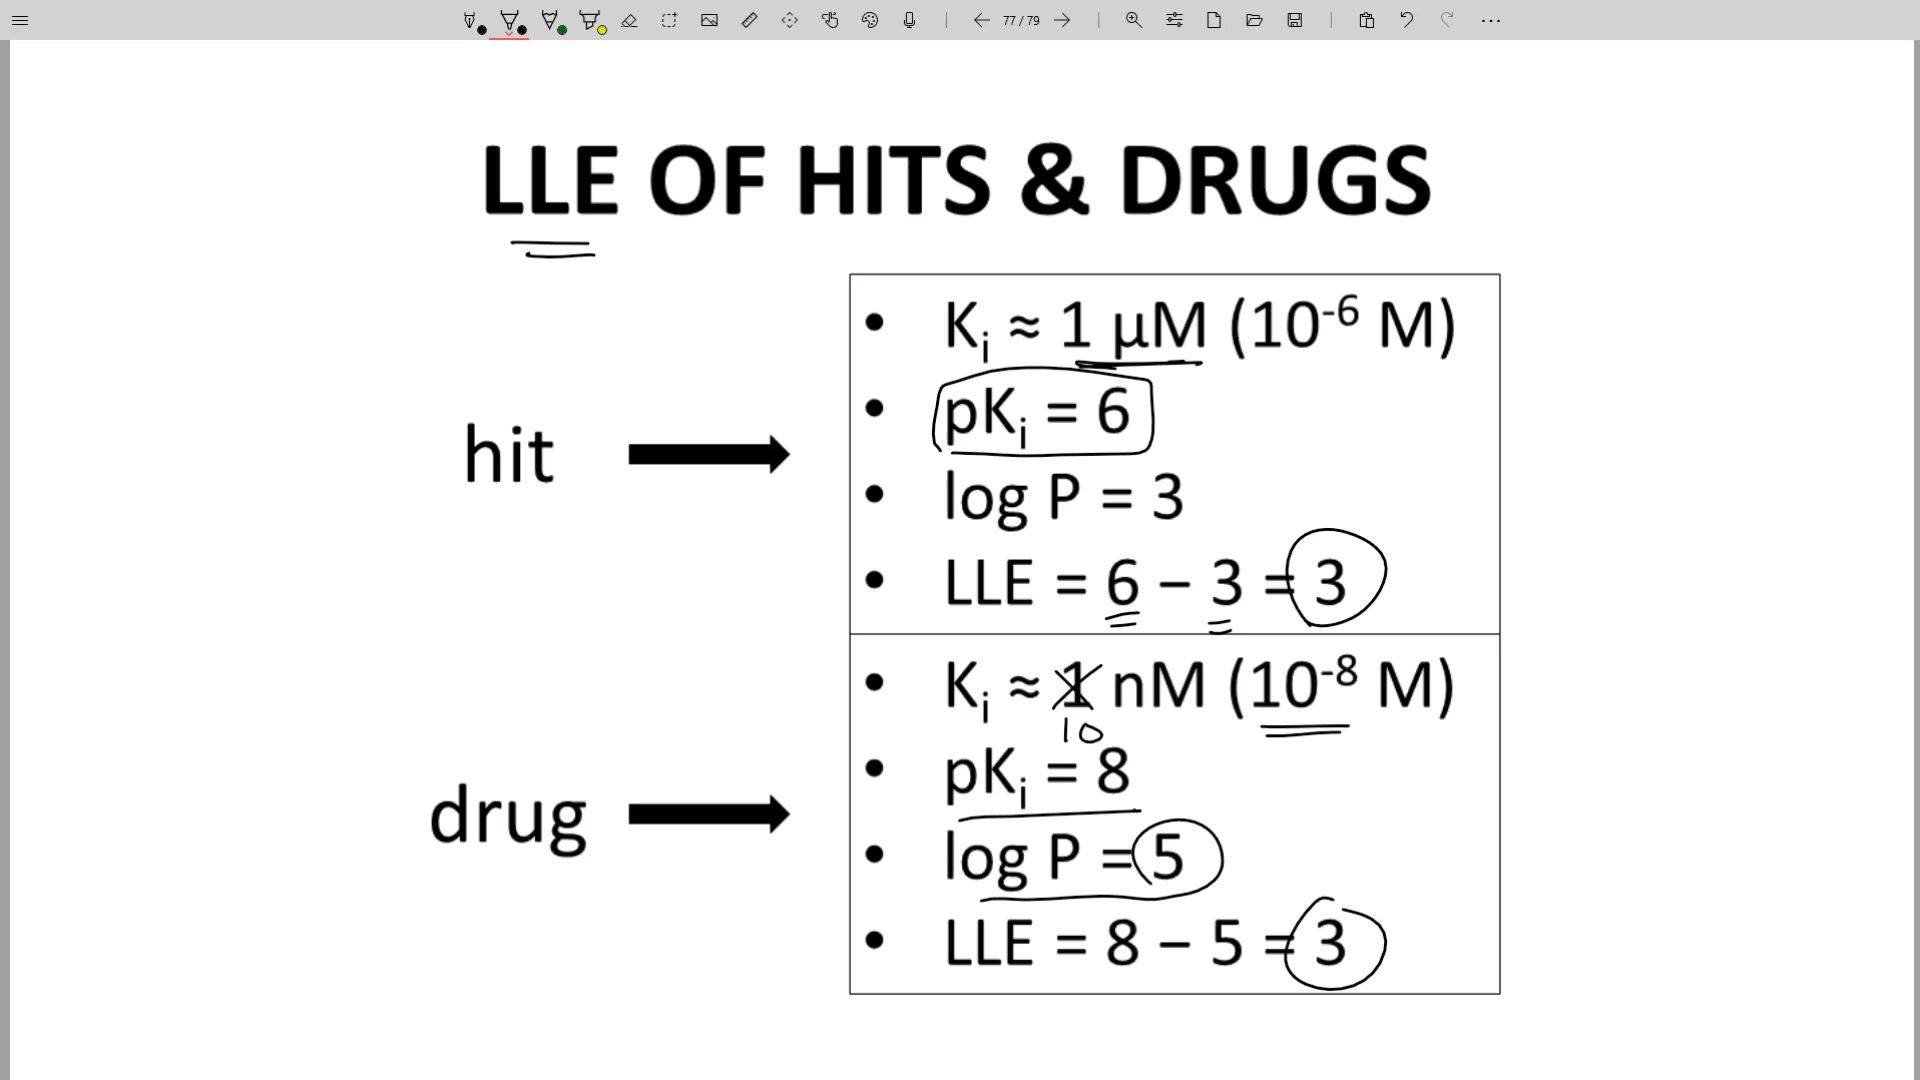 77 / 79
LLE OF HITS & DRUGS
hit
• Ki ≈ 1 μM (10-6 M)
• pKi = 6
• log P = 3
• LLE = 6 – 3 = 3
drug
• Ki ≈ 1 nM (10-8 M)
10
• pKi = 8
• log P = 5
• LLE = 8 – 5 = 3